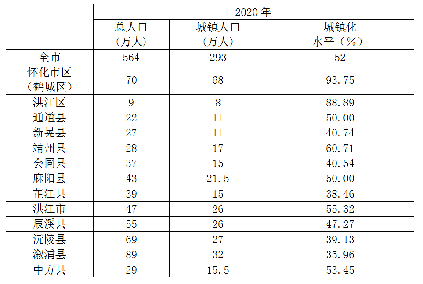 2020年
总人口 城镇人口 城镇化
(万人) (万人) 水平(%)
全市 564 293 52
怀化市区
(鹤城区) 70 68 93.75
洪江区 9 8 88.89
通道县 22 11 50.00
新晃县 27 11 40.74
靖州县 28 17 60.71
会同县 37 15 40.54
麻阳县 43 21.5 50.00
芷江县 39 15 38.46
洪江市 47 26 55.32
辰溪县 55 26 47.27
沅陵县 69 27 39.13
溆浦县 89 32 35.96
中方县 29 15.5 53.45